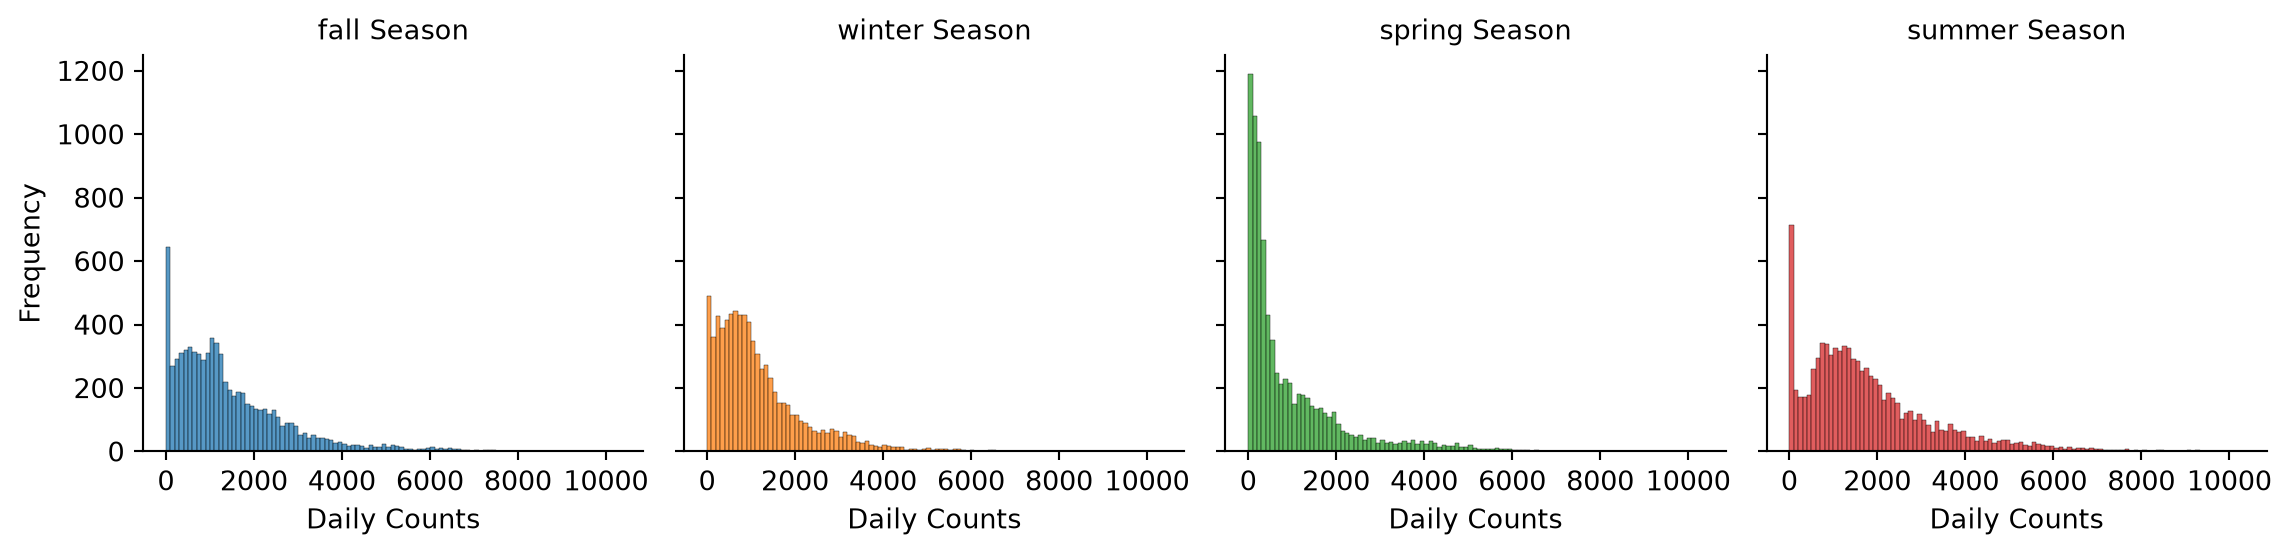 fall Season
winter Season
spring Season
summer Season
Frequency
1200
1000
800
600
400
200
0
0 2000 4000 6000 8000 10000
0 2000 4000 6000 8000 10000
0 2000 4000 6000 8000 10000
0 2000 4000 6000 8000 10000
Daily Counts
Daily Counts
Daily Counts
Daily Counts